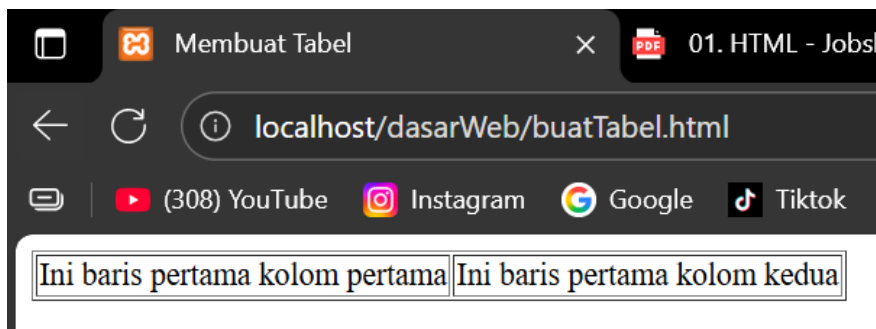 Membuat Tabel 01. HTML - Jobs
localhost/dasarWeb/buatTabel.html
(308) YouTube Instagram Google Tiktok
Ini baris pertama kolom pertama Ini baris pertama kolom kedua